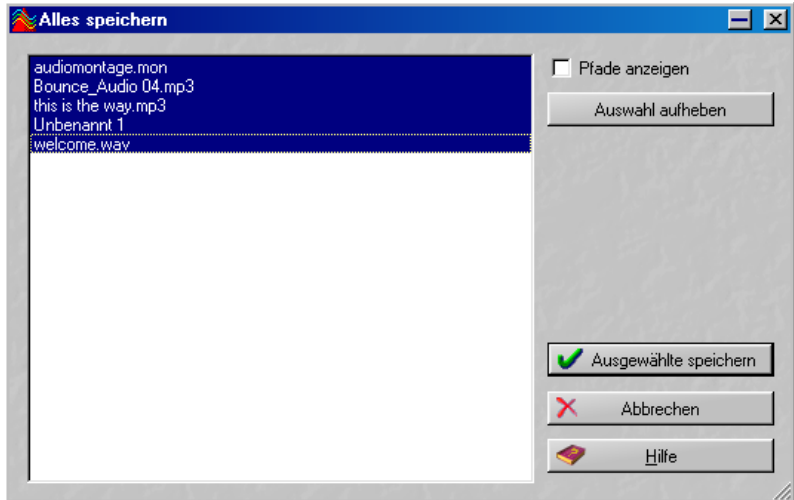 Alles speichern
audiomontage.mon
Bounce_Audio 04.mp3
this is the way.mp3
Unbenannt 1
welcome.wav
Pfade anzeigen
Auswahl aufheben
Ausgewählte speichern
Abbrechen
Hilfe